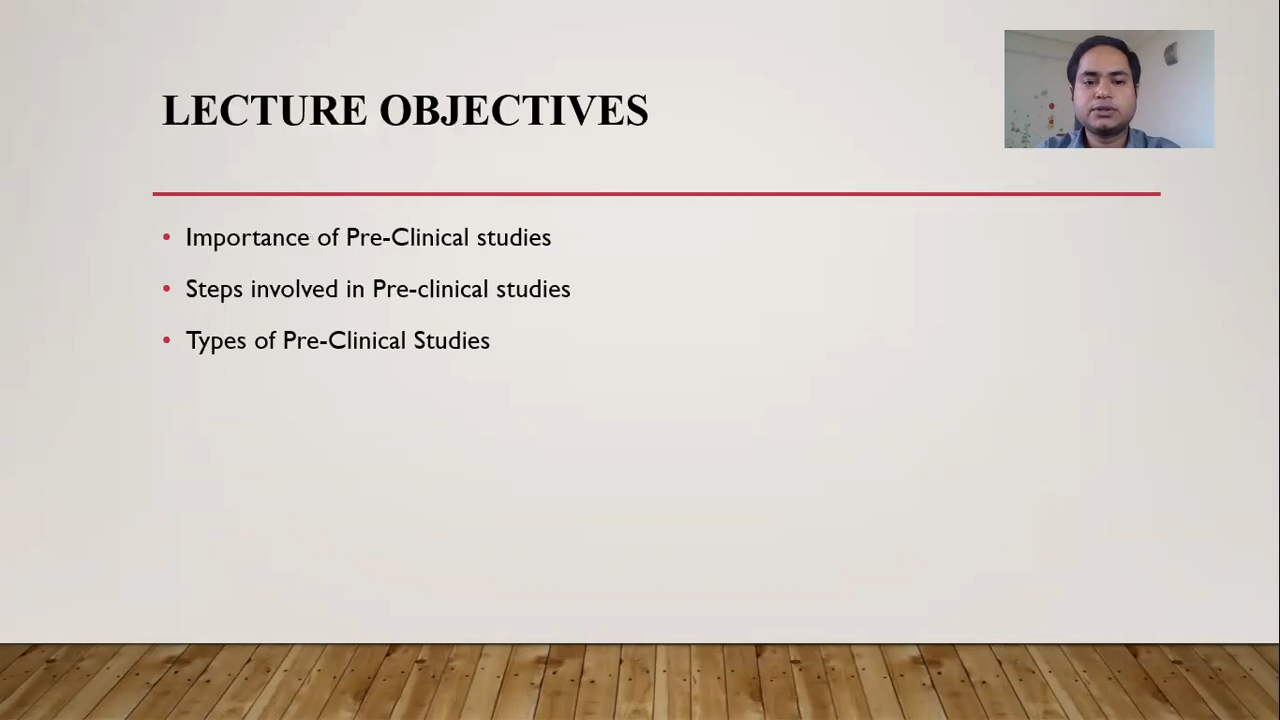 LECTURE OBJECTIVES
• Importance of Pre-Clinical studies
• Steps involved in Pre-clinical studies
• Types of Pre-Clinical Studies